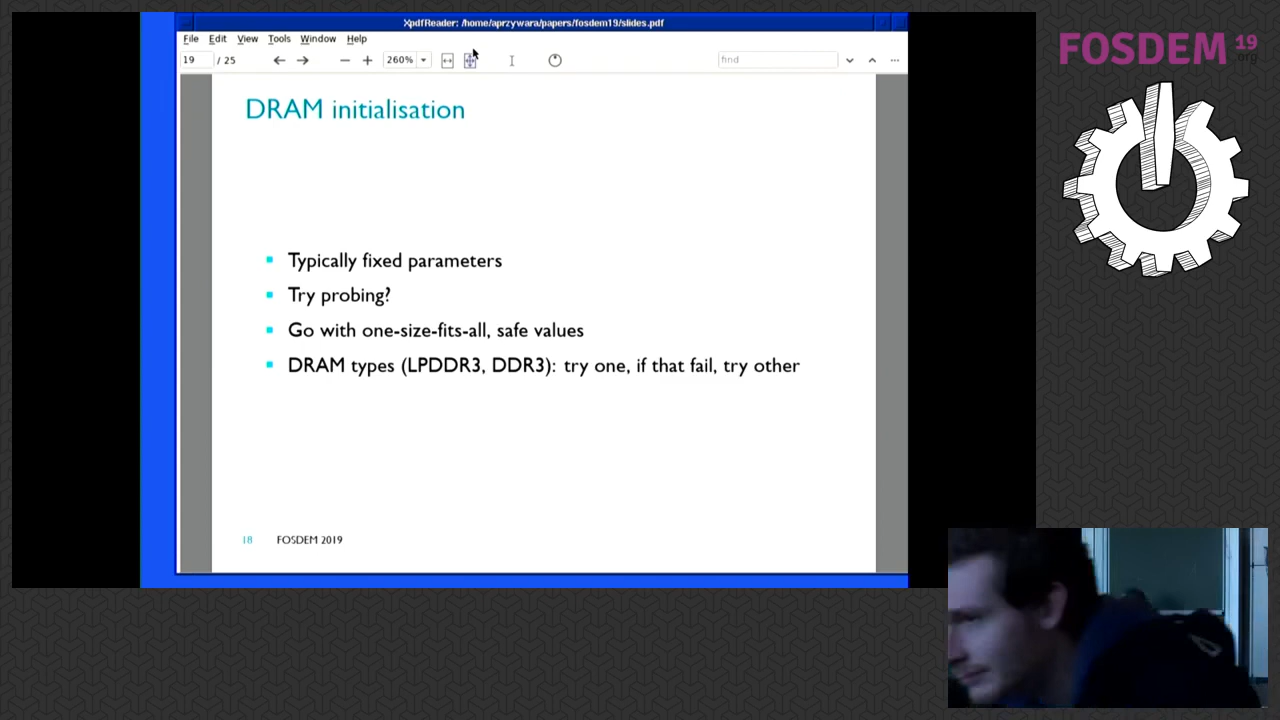 XpdfReader: /home/aprzywara/papers/fosdem19/slides.pdf
File Edit View Tools Window Help
19 / 25 260% find
DRAM initialisation
Typically fixed parameters
Try probing?
Go with one-size-fits-all, safe values
DRAM types (LPDDR3, DDR3): try one, if that fail, try other
18 FOSDEM 2019
FOSDEM 19
.org